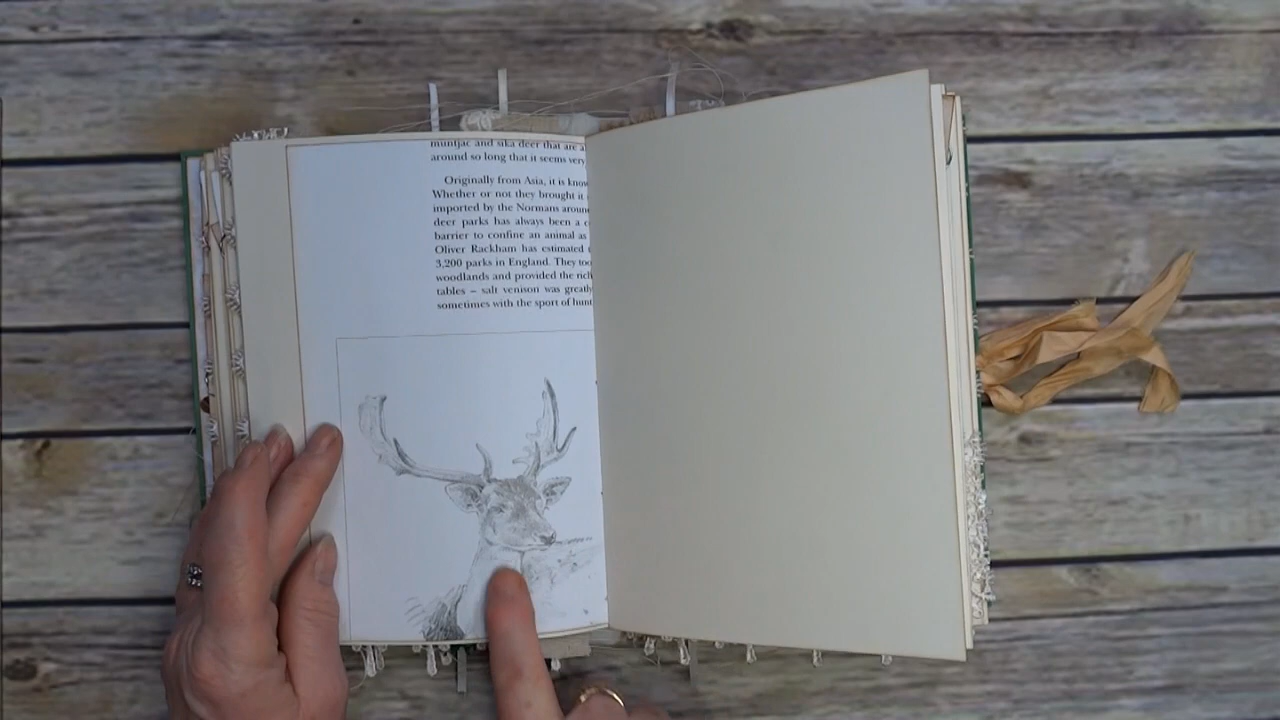 muntjac and sika deer that are a
around so long that it seems very
Originally from Asia, it is know
Whether or not they brought it
imported by the Normans aroun
deer parks has always been a c
barrier to confine an animal as
Oliver Rackham has estimated
3,200 parks in England. They too
woodlands and provided the rich
tables – salt venison was greatly
sometimes with the sport of hunt